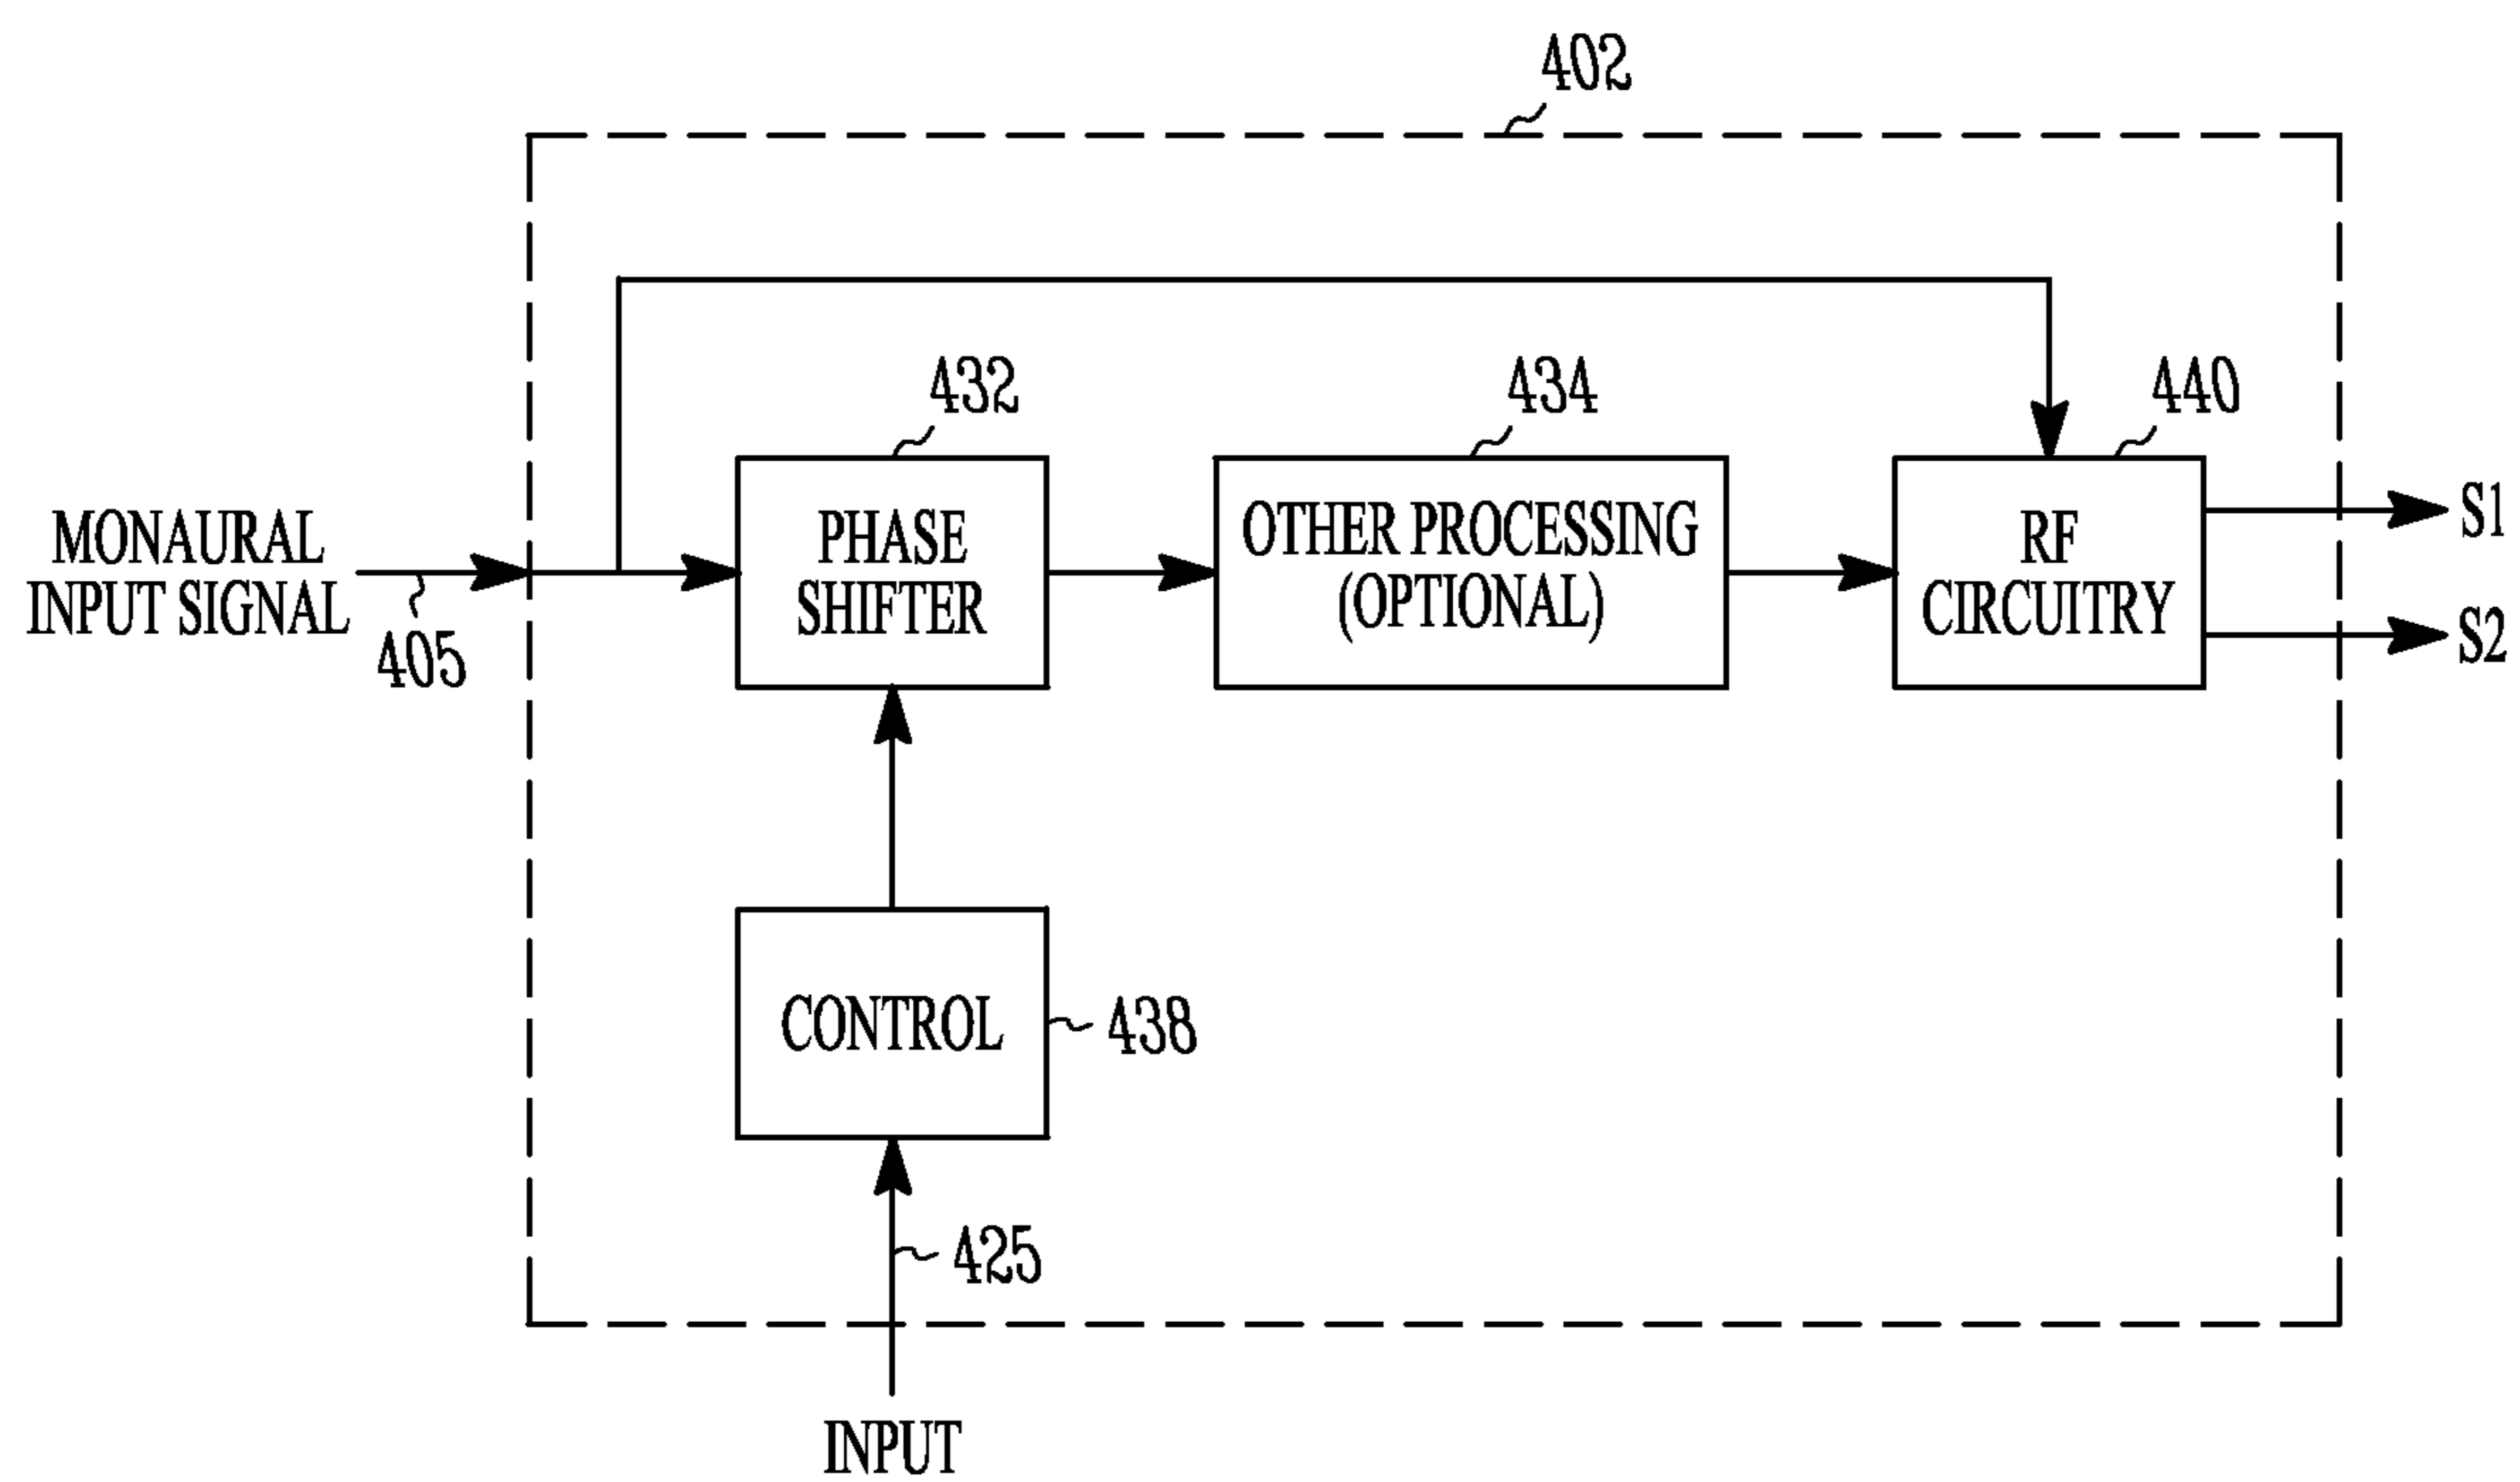 402
432
434
440
MONAURAL
INPUT SIGNAL
405
PHASE
SHIFTER
OTHER PROCESSING
(OPTIONAL)
RF
CIRCUITRY
S1
S2
CONTROL
438
425
INPUT